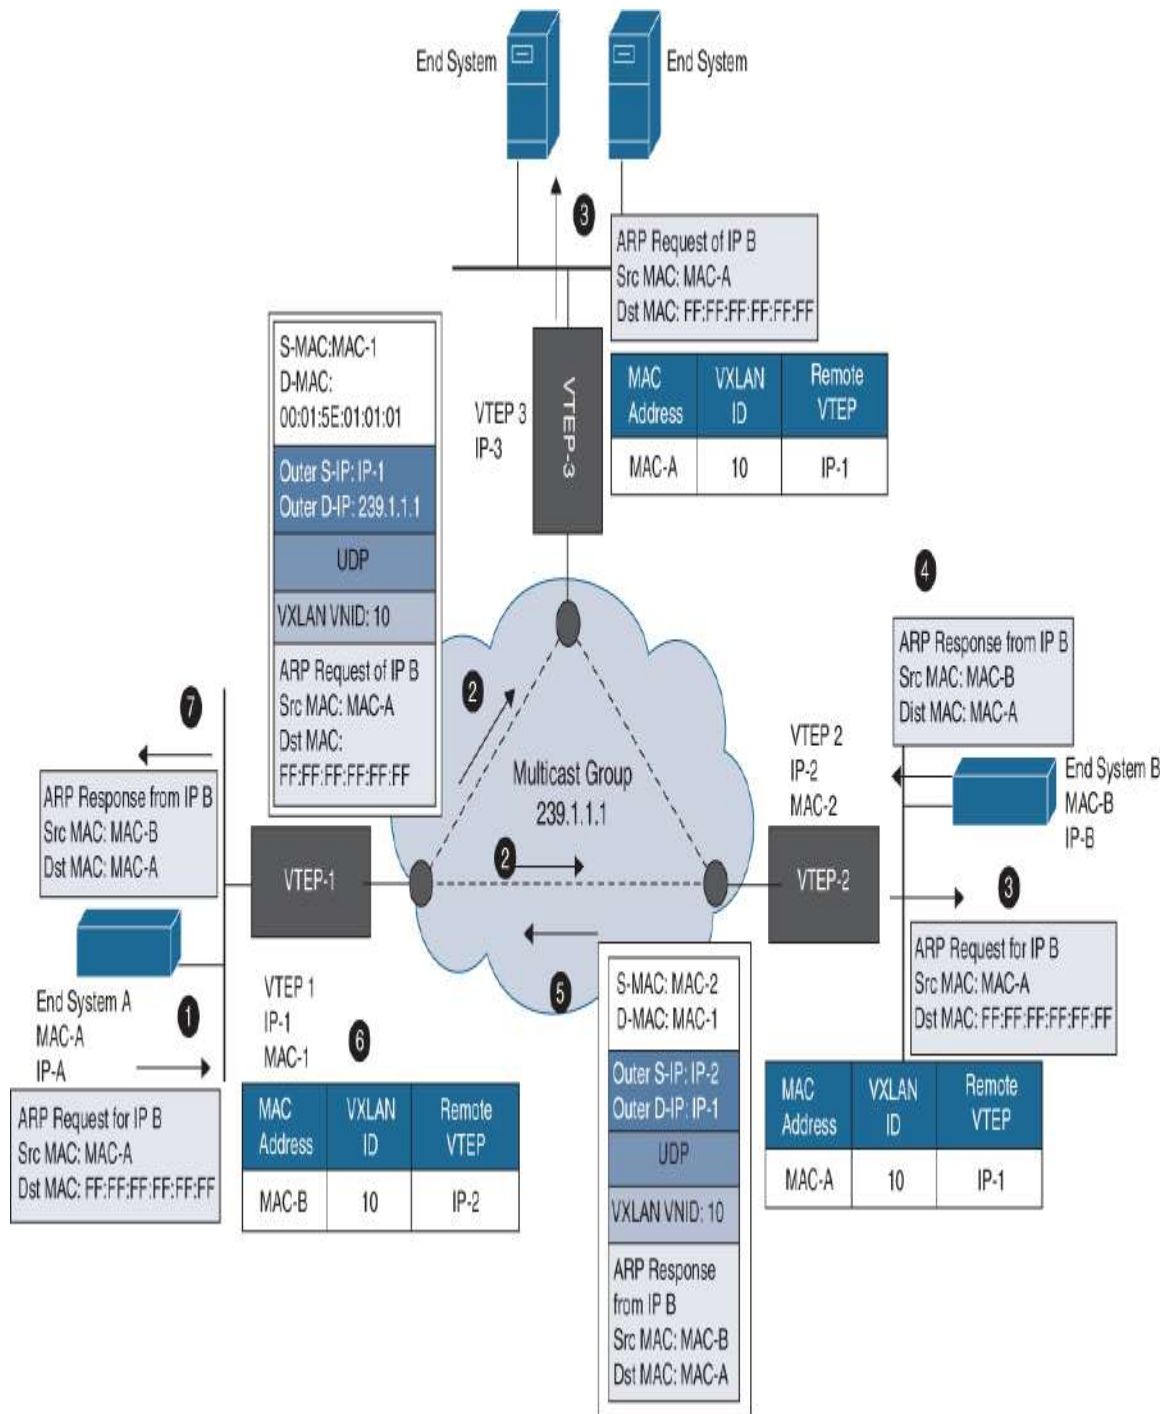 End System
End System
3
ARP Request of IP B
Src MAC: MAC-A
Dst MAC: FF:FF:FF:FF:FF:FF
S-MAC:MAC-1
D-MAC:
00:01:5E:01:01:01
Outer S-IP: IP-1
Outer D-IP: 239.1.1.1
UDP
VXLAN VNID: 10
ARP Request of IP B
Src MAC: MAC-A
Dst MAC:
FF:FF:FF:FF:FF:FF
VTEP 3
IP-3
VTEP-3
MAC Address VXLAN ID Remote VTEP
MAC-A 10 IP-1
4
ARP Response from IP B
Src MAC: MAC-B
Dist MAC: MAC-A
2
Multicast Group
239.1.1.1
2
VTEP 2
IP-2
MAC-2
End System B
MAC-B
IP-B
7
ARP Response from IP B
Src MAC: MAC-B
Dst MAC: MAC-A
VTEP-1
VTEP-2
3
ARP Request for IP B
Src MAC: MAC-A
Dst MAC: FF:FF:FF:FF:FF:FF
End System A
MAC-A
IP-A
1
ARP Request for IP B
Src MAC: MAC-A
Dst MAC: FF:FF:FF:FF:FF:FF
VTEP 1
IP-1
MAC-1
6
MAC Address VXLAN ID Remote VTEP
MAC-B 10 IP-2
5
S-MAC: MAC-2
D-MAC: MAC-1
Outer S-IP: IP-2
Outer D-IP: IP-1
UDP
VXLAN VNID: 10
ARP Response
from IP B
Src MAC: MAC-B
Dst MAC: MAC-A
MAC Address VXLAN ID Remote VTEP
MAC-A 10 IP-1